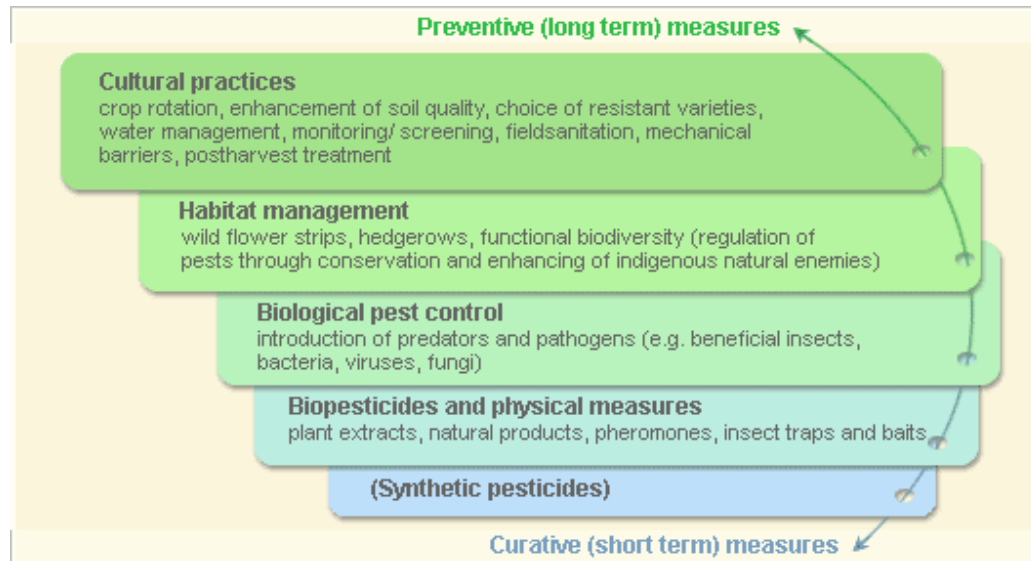 Preventive (long term) measures
Cultural practices
crop rotation, enhancement of soil quality, choice of resistant varieties,
water management, monitoring/ screening, fieldsanitation, mechanical
barriers, postharvest treatment
Habitat management
wild flower strips, hedgerows, functional biodiversity (regulation of
pests through conservation and enhancing of indigenous natural enemies)
Biological pest control
introduction of predators and pathogens (e.g. beneficial insects,
bacteria, viruses, fungi)
Biopesticides and physical measures
plant extracts, natural products, pheromones, insect traps and baits
(Synthetic pesticides)
Curative (short term) measures